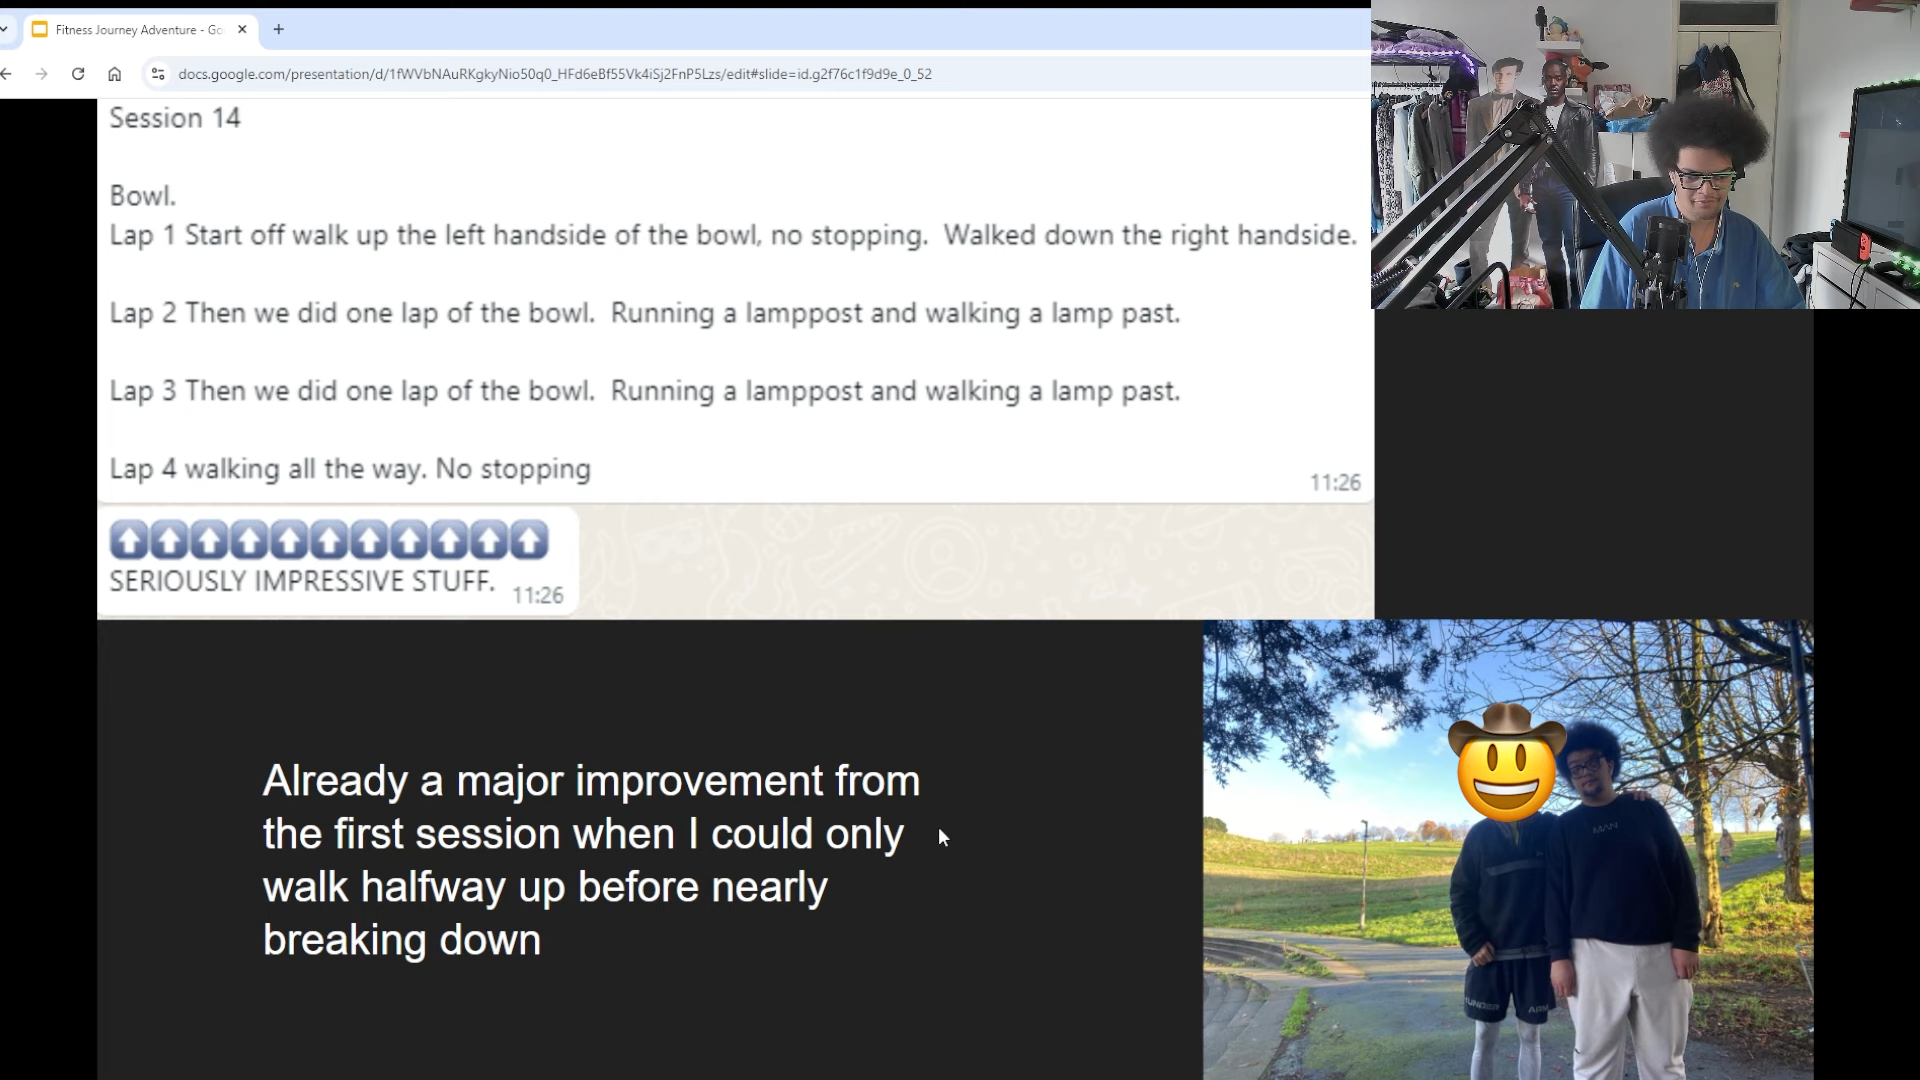 Fitness Journey Adventure - Go
docs.google.com/presentation/d/1fWVbNAuRKgkyNio50q0_HFd6eBf55Vk4iSj2FnP5Lzs/edit#slide=id.g2f76c1f9d9e_0_52
Session 14
Bowl.
Lap 1 Start off walk up the left handside of the bowl, no stopping. Walked down the right handside.
Lap 2 Then we did one lap of the bowl. Running a lamppost and walking a lamp past.
Lap 3 Then we did one lap of the bowl. Running a lamppost and walking a lamp past.
Lap 4 walking all the way. No stopping
11:26
SERIOUSLY IMPRESSIVE STUFF. 11:26
Already a major improvement from
the first session when I could only
walk halfway up before nearly
breaking down
MAN
UNDER ARM